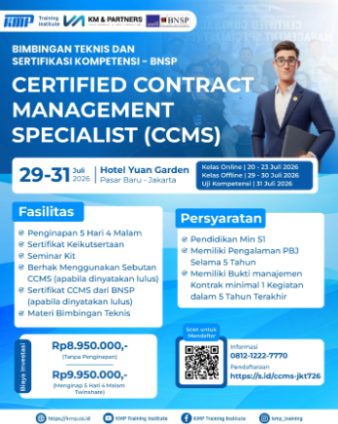 KMP Training Institute
KM & PARTNERS
BNSP
BIMBINGAN TEKNIS DAN
SERTIFIKASI KOMPETENSI - BNSP
CERTIFIED CONTRACT
MANAGEMENT
SPECIALIST (CCMS)
29-31 Juli 2026
Hotel Yuan Garden
Pasar Baru - Jakarta
Kelas Online | 20 - 23 Juli 2026
Kelas Offline | 29 - 30 Juli 2026
Uji Kompetensi | 31 Juli 2026
Fasilitas
Penginapan 5 Hari 4 Malam
Sertifikat Keikutsertaan
Seminar Kit
Berhak Menggunakan Sebutan
CCMS (apabila dinyatakan lulus)
Sertifikat CCMS dari BNSP
(apabila dinyatakan lulus)
Materi Bimbingan Teknis
Persyaratan
Pendidikan Min S1
Memiliki Pengalaman PBJ
Selama 5 Tahun
Memiliki Bukti manajemen
Kontrak minimal 1 Kegiatan
dalam 5 Tahun Terakhir
Biaya Investasi
Rp8.950.000,-
(Tanpa Penginapan)
Rp9.950.000,-
(Menginap 5 Hari 4 Malam
Twinshare)
Scan untuk
Mendaftar
Informasi
0812-1222-7770
Pendaftaran
https://s.id/ccms-jkt726
https://kmp.co.id
KMP Training Institute
KMP Training Institute
kmp_training